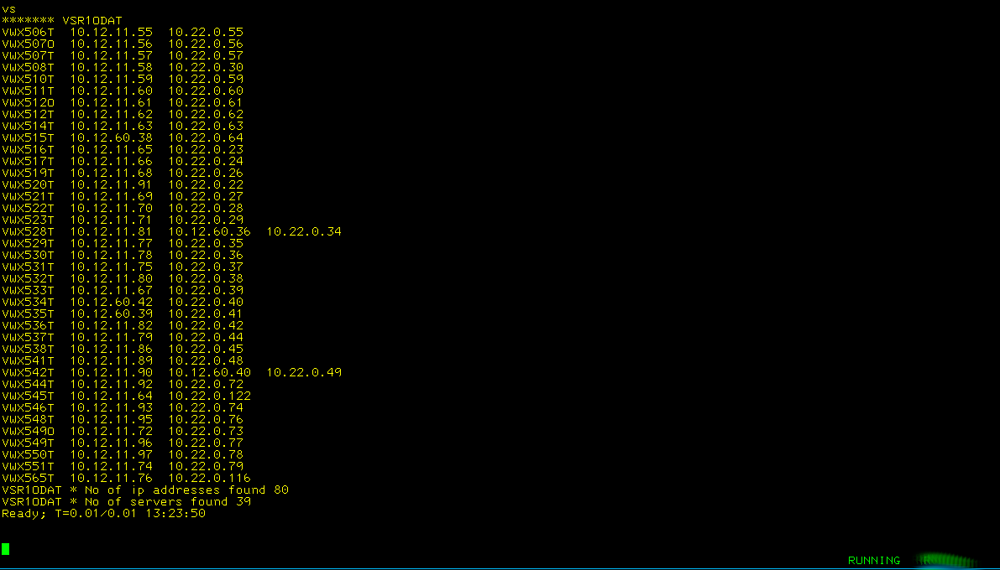 vs
******* VSR1ODAT
VWX506T 10.12.11.55 10.22.0.55
VWX507O 10.12.11.56 10.22.0.56
VWX507T 10.12.11.57 10.22.0.57
VWX508T 10.12.11.58 10.22.0.30
VWX510T 10.12.11.59 10.22.0.59
VWX511T 10.12.11.60 10.22.0.60
VWX512O 10.12.11.61 10.22.0.61
VWX512T 10.12.11.62 10.22.0.62
VWX514T 10.12.11.63 10.22.0.63
VWX515T 10.12.60.38 10.22.0.64
VWX516T 10.12.11.65 10.22.0.23
VWX517T 10.12.11.66 10.22.0.24
VWX519T 10.12.11.68 10.22.0.26
VWX520T 10.12.11.91 10.22.0.22
VWX521T 10.12.11.69 10.22.0.27
VWX522T 10.12.11.70 10.22.0.28
VWX523T 10.12.11.71 10.22.0.29
VWX528T 10.12.11.81 10.12.60.36 10.22.0.34
VWX529T 10.12.11.77 10.22.0.35
VWX530T 10.12.11.78 10.22.0.36
VWX531T 10.12.11.75 10.22.0.37
VWX532T 10.12.11.80 10.22.0.38
VWX533T 10.12.11.67 10.22.0.39
VWX534T 10.12.60.42 10.22.0.40
VWX535T 10.12.60.39 10.22.0.41
VWX536T 10.12.11.82 10.22.0.42
VWX537T 10.12.11.79 10.22.0.44
VWX538T 10.12.11.86 10.22.0.45
VWX541T 10.12.11.89 10.22.0.48
VWX542T 10.12.11.90 10.12.60.40 10.22.0.49
VWX544T 10.12.11.92 10.22.0.72
VWX545T 10.12.11.64 10.22.0.122
VWX546T 10.12.11.93 10.22.0.74
VWX548T 10.12.11.95 10.22.0.76
VWX549O 10.12.11.72 10.22.0.73
VWX549T 10.12.11.96 10.22.0.77
VWX550T 10.12.11.97 10.22.0.78
VWX551T 10.12.11.74 10.22.0.79
VWX565T 10.12.11.76 10.22.0.116
VSR1ODAT * No of ip addresses found 80
VSR1ODAT * No of servers found 39
Ready; T=0.01/0.01 13:23:50
RUNNING